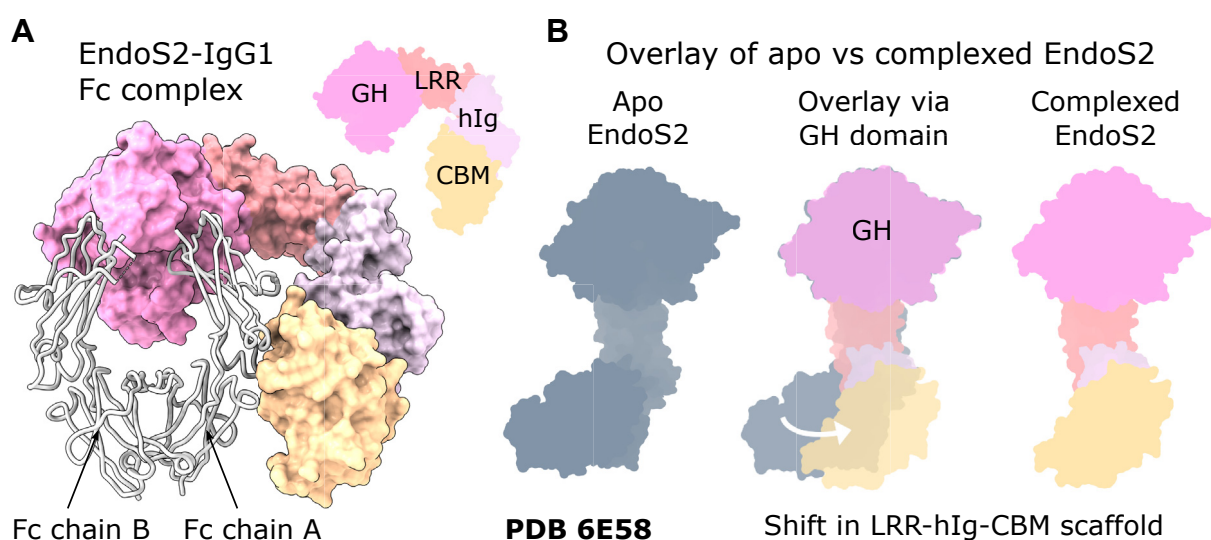 A
EndoS2-IgG1
Fc complex
GH
LRR
hIg
CBM
Fc chain B
Fc chain A
B
Overlay of apo vs complexed EndoS2
Apo
EndoS2
Overlay via
GH domain
Complexed
EndoS2
GH
PDB 6E58
Shift in LRR-hIg-CBM scaffold